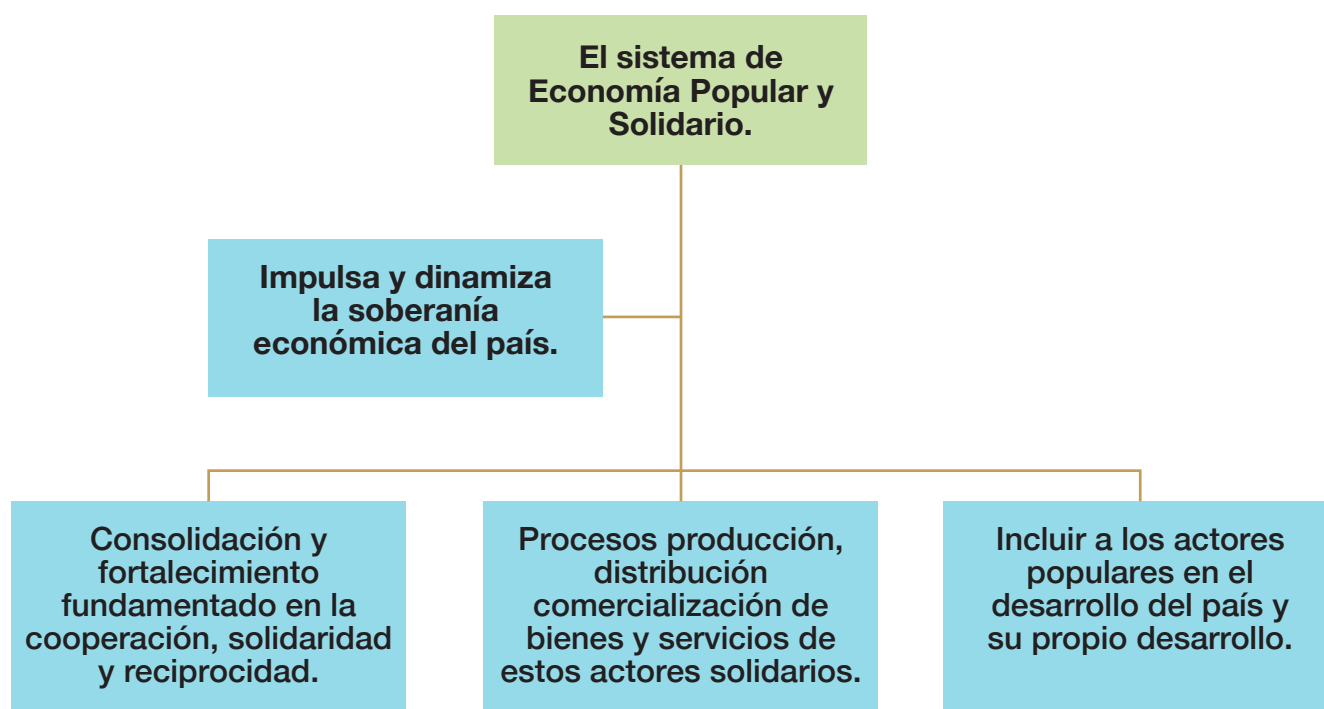 El sistema de
Economía Popular y
Solidario.
Impulsa y dinamiza
la soberanía
económica del país.
Consolidación y
fortalecimiento
fundamentado en la
cooperación, solidaridad
y reciprocidad.
Procesos producción,
distribución
comercialización de
bienes y servicios de
estos actores solidarios.
Incluir a los actores
populares en el
desarrollo del país y
su propio desarrollo.